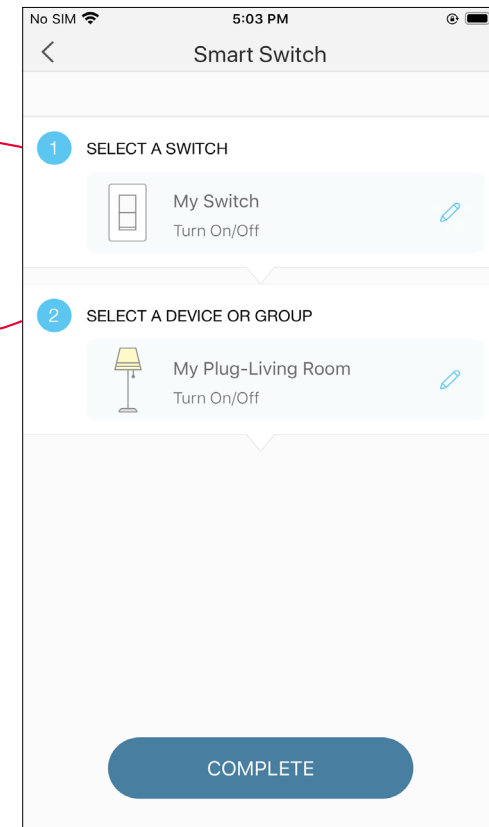 No SIM 5:03 PM
Smart Switch
1 SELECT A SWITCH
My Switch
Turn On/Off
2 SELECT A DEVICE OR GROUP
My Plug-Living Room
Turn On/Off
COMPLETE